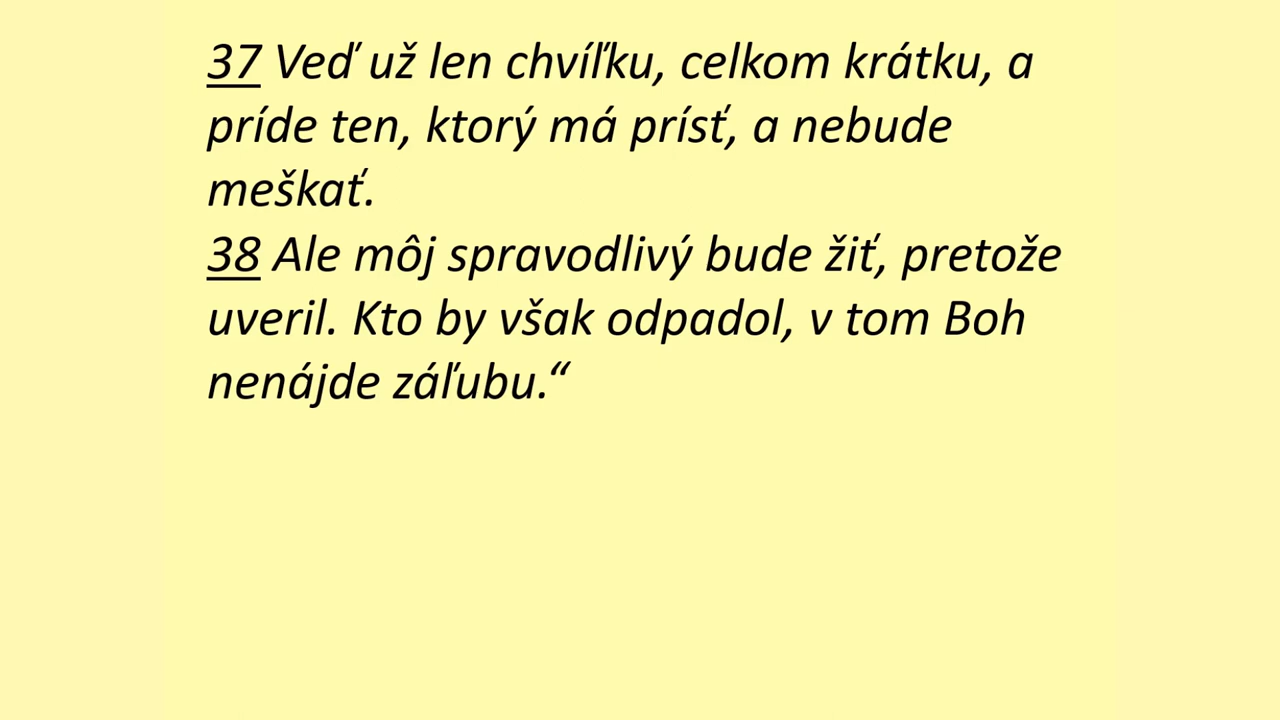 37 Veď už len chvíľku, celkom krátku, a
príde ten, ktorý má prísť, a nebude
meškať.
38 Ale môj spravodlivý bude žiť, pretože
uveril. Kto by však odpadol, v tom Boh
nenájde záľubu.“